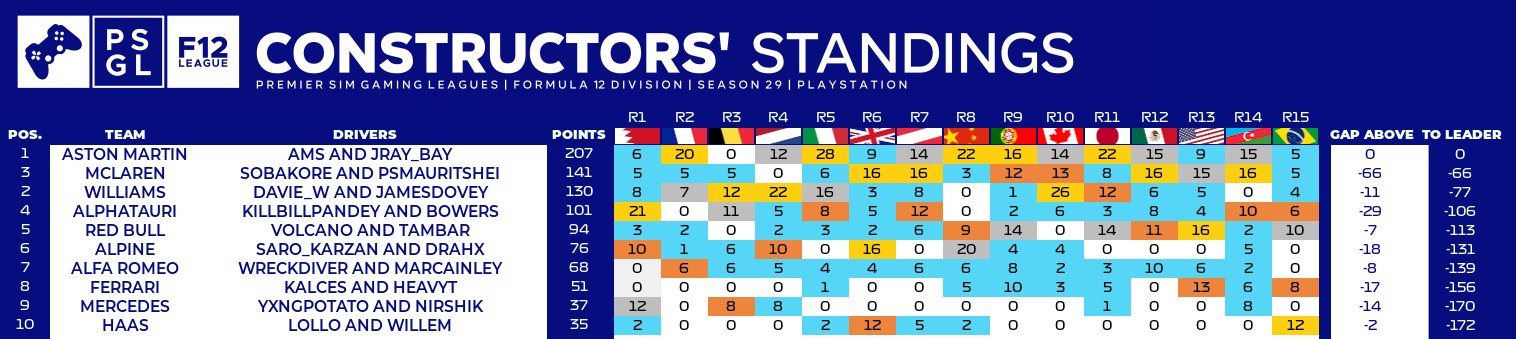 PS
GL
F12
LEAGUE
CONSTRUCTORS' STANDINGS
PREMIER SIM GAMING LEAGUES | FORMULA 12 DIVISION | SEASON 29 | PLAYSTATION
R1 R2 R3 R4 R5 R6 R7 R8 R9 R10 R11 R12 R13 R14 R15
POS. TEAM DRIVERS POINTS GAP ABOVE TO LEADER
1 ASTON MARTIN AMS AND JRAY_BAY 207 6 20 0 12 28 9 14 22 16 14 22 15 9 15 5 0 0
3 MCLAREN SOBAKORE AND PSMAURITSHEI 141 5 5 5 0 6 16 16 3 12 13 8 16 15 16 5 -66 -66
2 WILLIAMS DAVIE_W AND JAMESDOVEY 130 8 7 12 22 16 3 8 0 1 26 12 6 5 0 4 -11 -77
4 ALPHATAURI KILLBILLPANDEY AND BOWERS 101 21 0 11 5 8 5 12 0 2 6 3 8 4 10 6 -29 -106
5 RED BULL VOLCANO AND TAMBAR 94 3 2 0 2 3 2 6 9 14 0 14 11 16 2 10 -7 -113
6 ALPINE SARO_KARZAN AND DRAHX 76 10 1 6 10 0 16 0 20 4 4 0 0 0 5 0 -18 -131
7 ALFA ROMEO WRECKDIVER AND MARCAINLEY 68 0 6 6 5 4 4 6 6 8 2 3 10 6 2 0 -8 -139
8 FERRARI KALCES AND HEAVYT 51 0 0 0 0 1 0 0 5 10 3 5 0 13 6 8 -17 -156
9 MERCEDES YXNGPOTATO AND NIRSHIK 37 12 0 8 8 0 0 0 0 0 0 1 0 0 8 0 -14 -170
10 HAAS LOLLO AND WILLEM 35 2 0 0 0 2 12 5 2 0 0 0 0 0 0 12 -2 -172